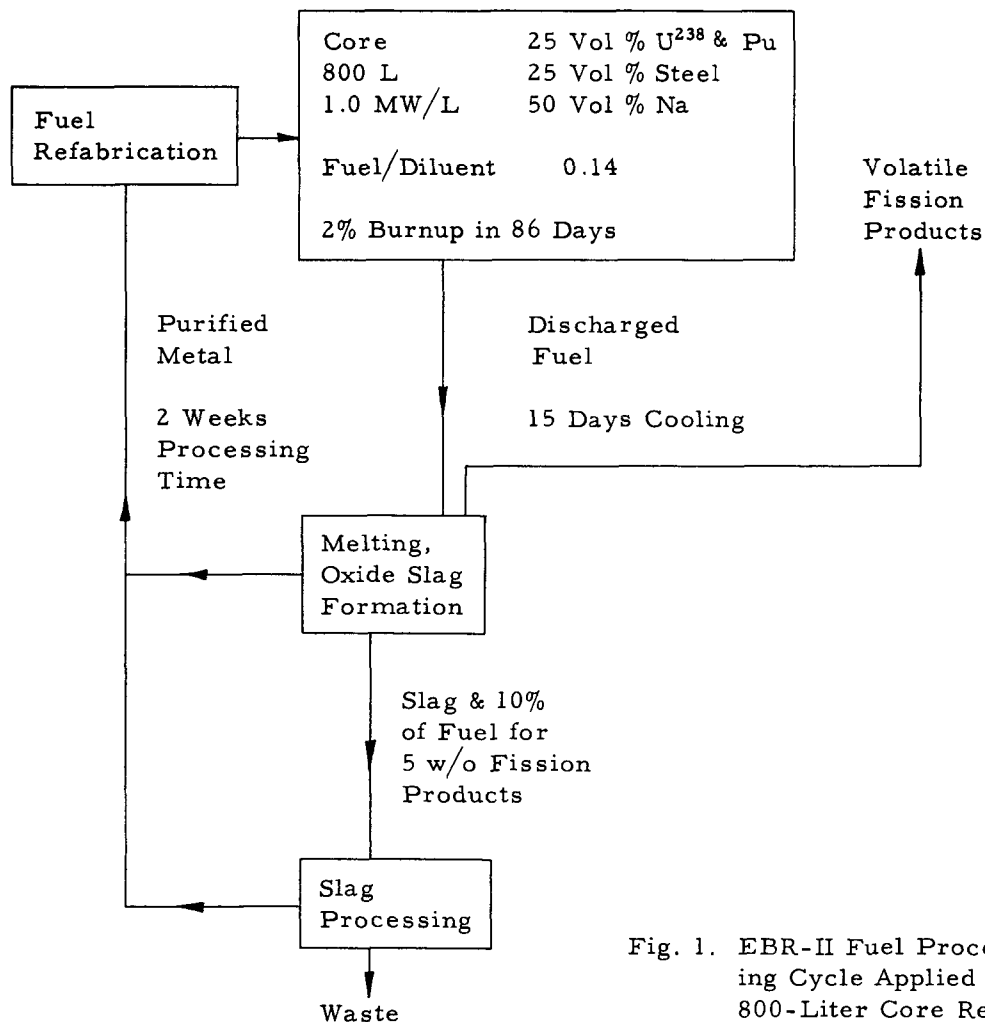 Core 25 Vol % U²³⁸ & Pu
800 L 25 Vol % Steel
1.0 MW/L 50 Vol % Na
Fuel/Diluent 0.14
2% Burnup in 86 Days
Fuel
Refabrication
Volatile
Fission
Products
Purified
Metal
2 Weeks
Processing
Time
Discharged
Fuel
15 Days Cooling
Melting,
Oxide Slag
Formation
Slag & 10%
of Fuel for
5 w/o Fission
Products
Slag
Processing
Waste
Fig. 1. EBR-II Fuel Proce
ing Cycle Applied
800-Liter Core Re